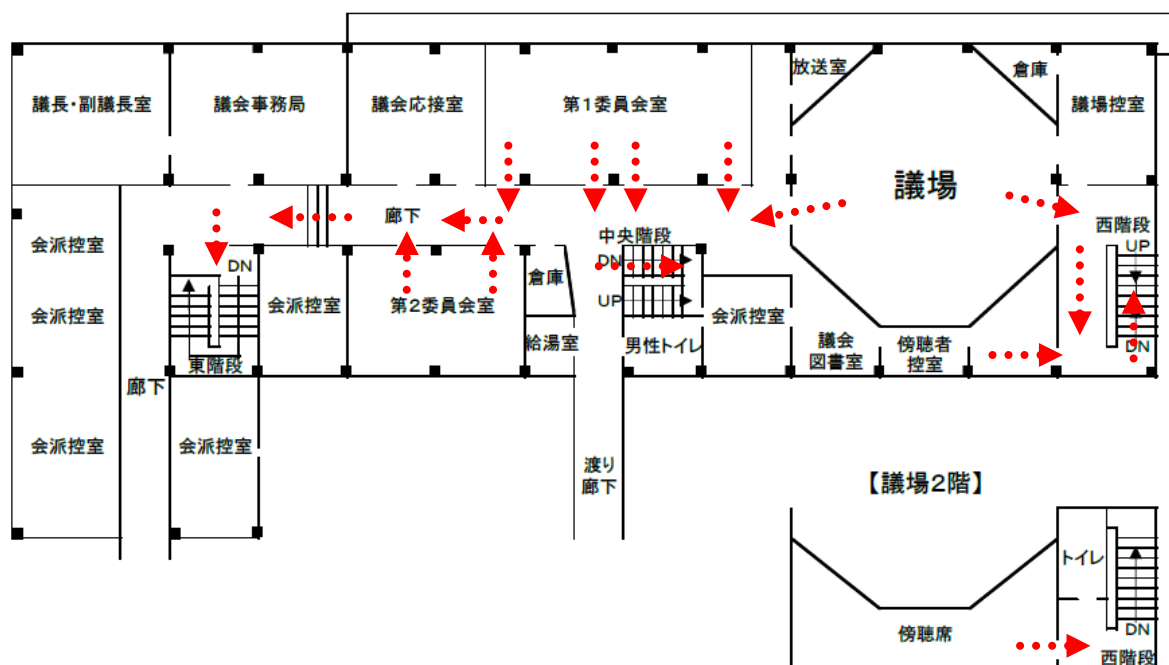 放送室
倉庫
議長・副議長室
議会事務局
議会応接室
第1委員会室
議場控室
議場
廊下
会派控室
中央階段
西階段
UP
DN
DN
倉庫
UP
会派控室
会派控室
第2委員会室
会派控室
給湯室
男性トイレ
議会
図書室
傍聴者
控室
DN
東階段
廊下
会派控室
会派控室
渡り
廊下
【議場2階】
トイレ
傍聴席
DN
西階段